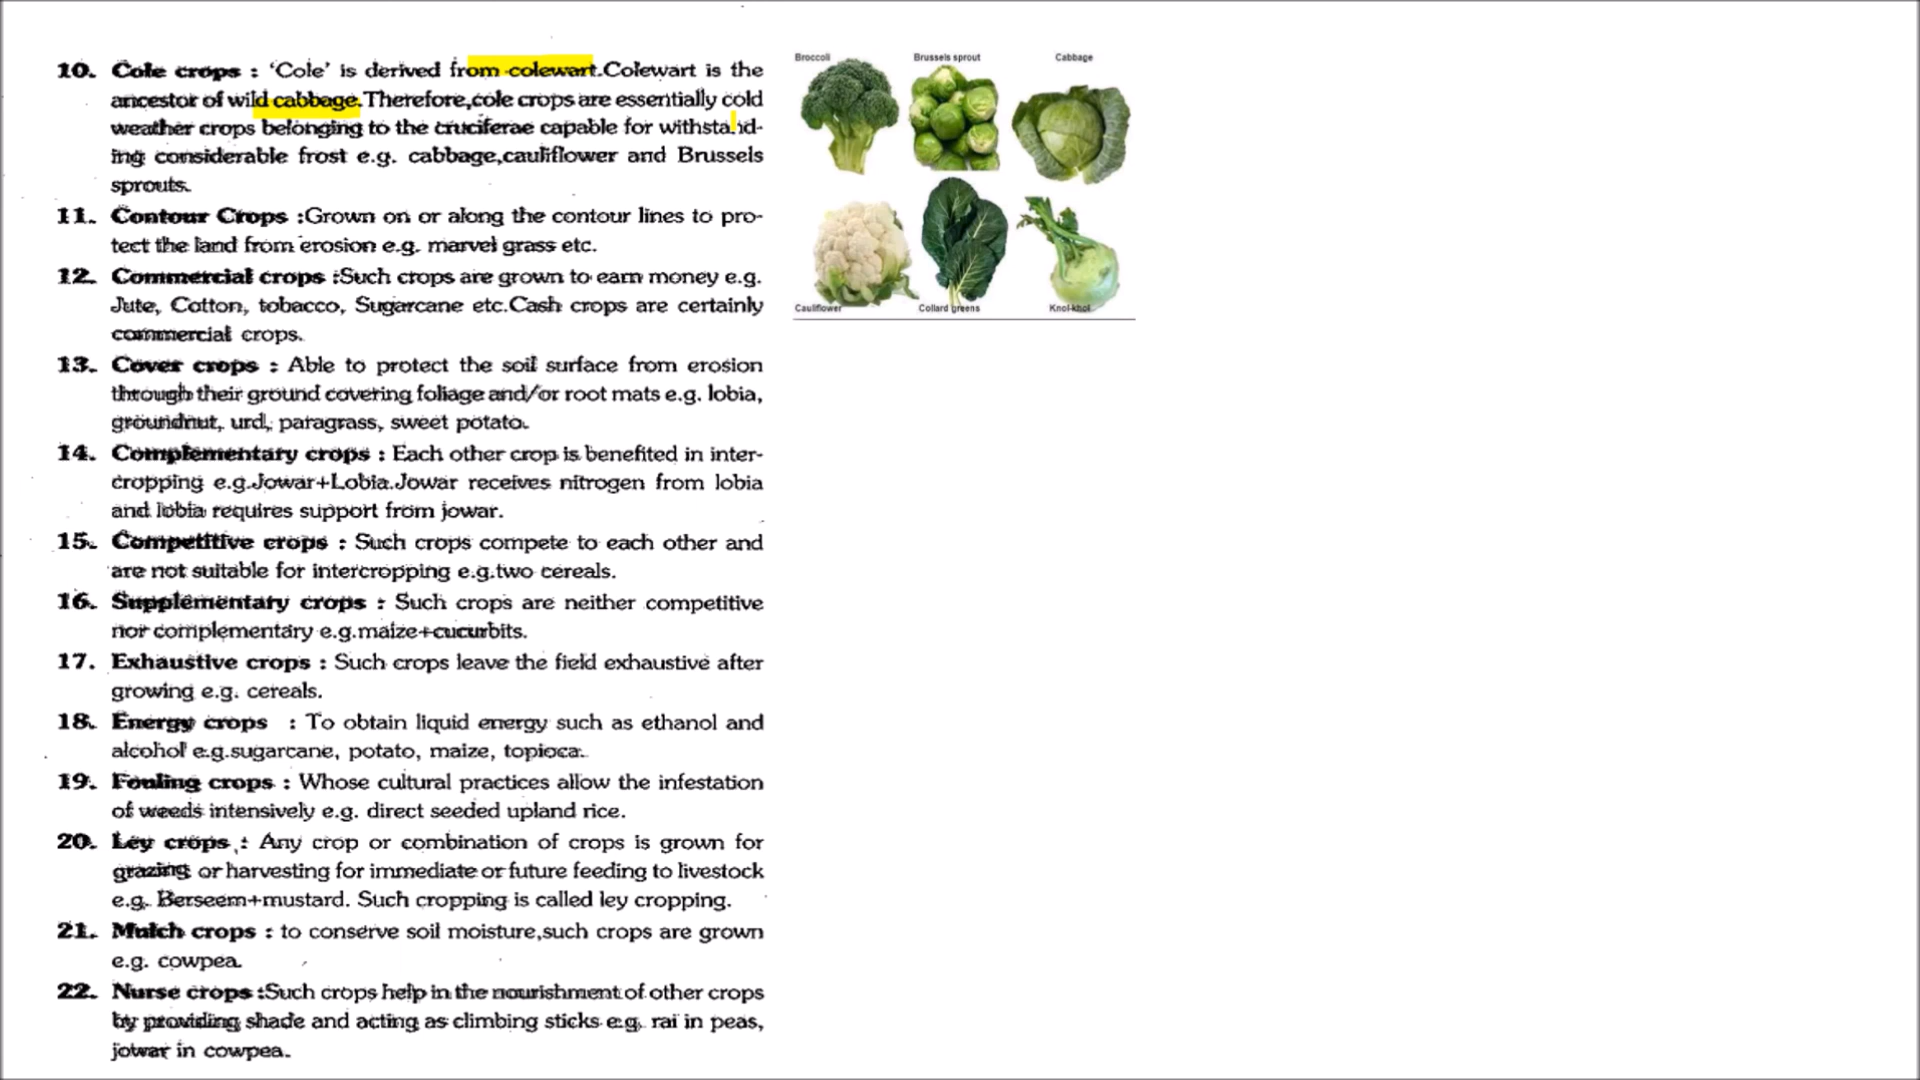 10. Cole crops : ‘Cole’ is derived from colewart.Colewart is the
ancestor of wild cabbage.Therefore,cole crops are essentially cold
weather crops belonging to the cruciferae capable for withstand-
ing considerable frost e.g. cabbage,cauliflower and Brussels
sprouts.
11. Contour Crops :Grown on or along the contour lines to pro-
tect the land from erosion e.g. marvel grass etc.
12. Commercial crops :Such crops are grown to earn money e.g.
Jute, Cotton, tobacco, Sugarcane etc.Cash crops are certainly
commercial crops.
13. Cover crops : Able to protect the soil surface from erosion
through their ground covering foliage and/or root mats e.g. lobia,
groundnut, urd, paragrass, sweet potato.
14. Complementary crops : Each other crop is benefited in inter-
cropping e.g.Jowar+Lobia.Jowar receives nitrogen from lobia
and lobia requires support from jowar.
15. Competitive crops : Such crops compete to each other and
are not suitable for intercropping e.g.two cereals.
16. Supplementary crops : Such crops are neither competitive
nor complementary e.g.maize+cucurbits.
17. Exhaustive crops : Such crops leave the field exhaustive after
growing e.g. cereals.
18. Energy crops : To obtain liquid energy such as ethanol and
alcohol e.g.sugarcane, potato, maize, topioca.
19. Fouling crops : Whose cultural practices allow the infestation
of weeds intensively e.g. direct seeded upland rice.
20. Ley crops : Any crop or combination of crops is grown for
grazing or harvesting for immediate or future feeding to livestock
e.g. Berseem+mustard. Such cropping is called ley cropping.
21. Mulch crops : to conserve soil moisture,such crops are grown
e.g. cowpea.
22. Nurse crops :Such crops help in the nourishment of other crops
by providing shade and acting as climbing sticks e.g. rai in peas,
jowar in cowpea.
Broccoli Brussels sprout Cabbage
Cauliflower Collard greens Knol-khol